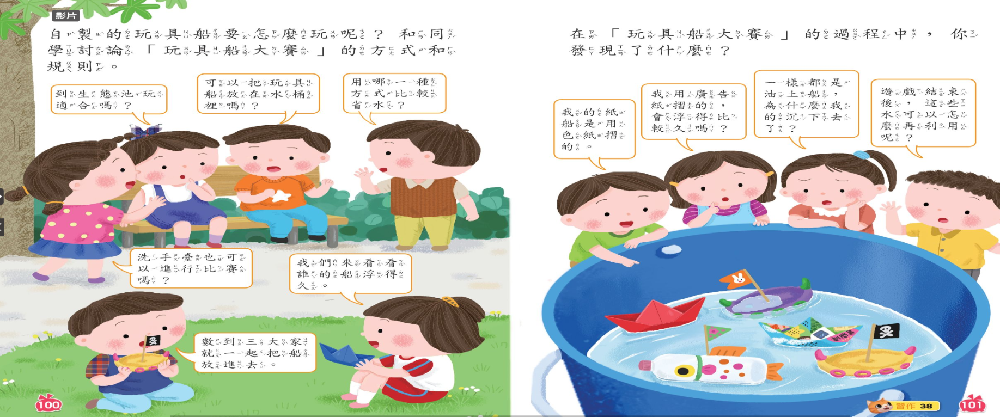 影片
自製的玩具船要怎麼玩呢？和同
學討論「玩具船大賽」的方式和
規則。
到生態池玩
適合嗎？
可以把玩具
船放在水桶
裡嗎？
用哪一種
方式比較
省水？
洗手臺也可
以進行比賽
嗎？
我們來看看
誰的船浮得
久。
數到三大家
就一起把船
放進去。
100
在「玩具船大賽」的過程中，你
發現了什麼？
我的紙
船是用
色紙摺
的。
我用廣告
紙摺的，
會浮得比
較久嗎？
一樣都是
油土船，
為什麼我
的沉下去
了？
遊戲結束
後，這些
水可以怎
麼再利用
呢？
習作 38
101